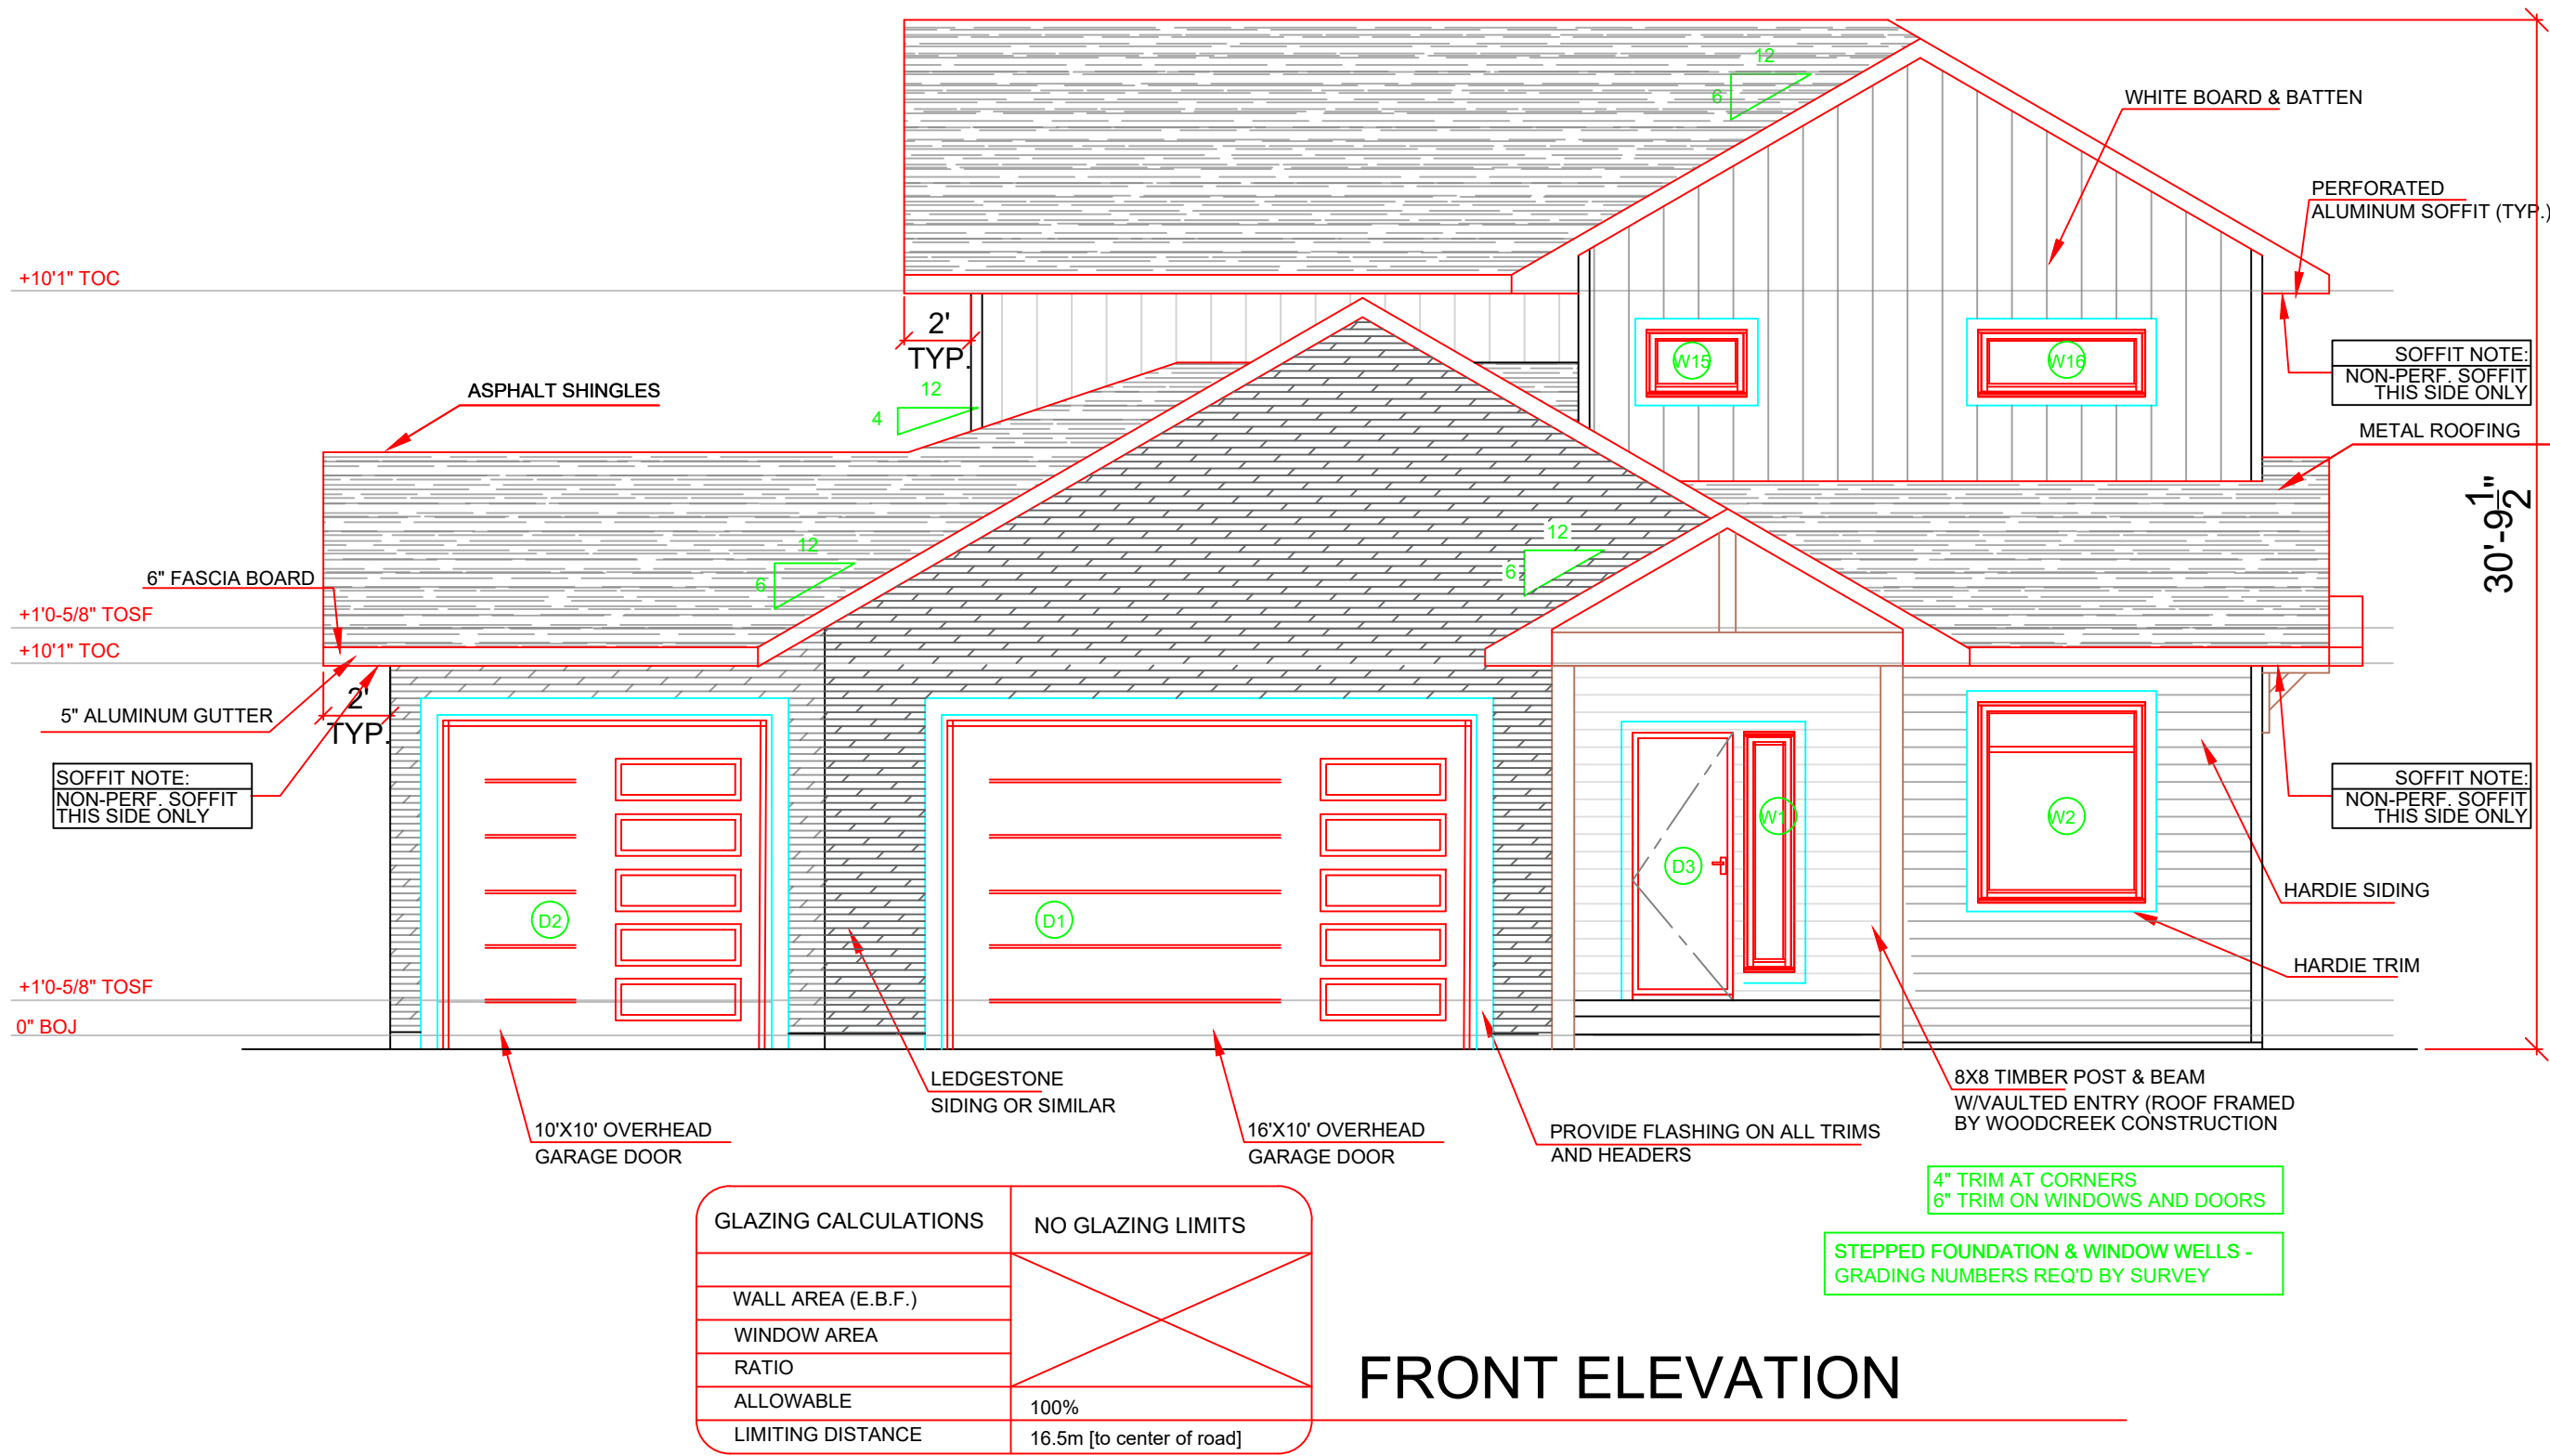 12
6
WHITE BOARD & BATTEN
PERFORATED
ALUMINUM SOFFIT (TYP.)
+10'1" TOC
2'
TYP.
12
4
ASPHALT SHINGLES
W15
W16
SOFFIT NOTE:
NON-PERF. SOFFIT
THIS SIDE ONLY
METAL ROOFING
30'-9 1/2"
12
6
12
6
6" FASCIA BOARD
+1'0-5/8" TOSF
+10'1" TOC
2'
TYP.
5" ALUMINUM GUTTER
SOFFIT NOTE:
NON-PERF. SOFFIT
THIS SIDE ONLY
SOFFIT NOTE:
NON-PERF. SOFFIT
THIS SIDE ONLY
D2
D1
D3
W1
W2
HARDIE SIDING
HARDIE TRIM
+1'0-5/8" TOSF
0" BOJ
LEDGESTONE
SIDING OR SIMILAR
10'X10' OVERHEAD
GARAGE DOOR
16'X10' OVERHEAD
GARAGE DOOR
PROVIDE FLASHING ON ALL TRIMS
AND HEADERS
8X8 TIMBER POST & BEAM
W/VAULTED ENTRY (ROOF FRAMED
BY WOODCREEK CONSTRUCTION
4" TRIM AT CORNERS
6" TRIM ON WINDOWS AND DOORS
STEPPED FOUNDATION & WINDOW WELLS -
GRADING NUMBERS REQ'D BY SURVEY
GLAZING CALCULATIONS
NO GLAZING LIMITS
WALL AREA (E.B.F.)
WINDOW AREA
RATIO
ALLOWABLE
100%
LIMITING DISTANCE
16.5m [to center of road]
FRONT ELEVATION